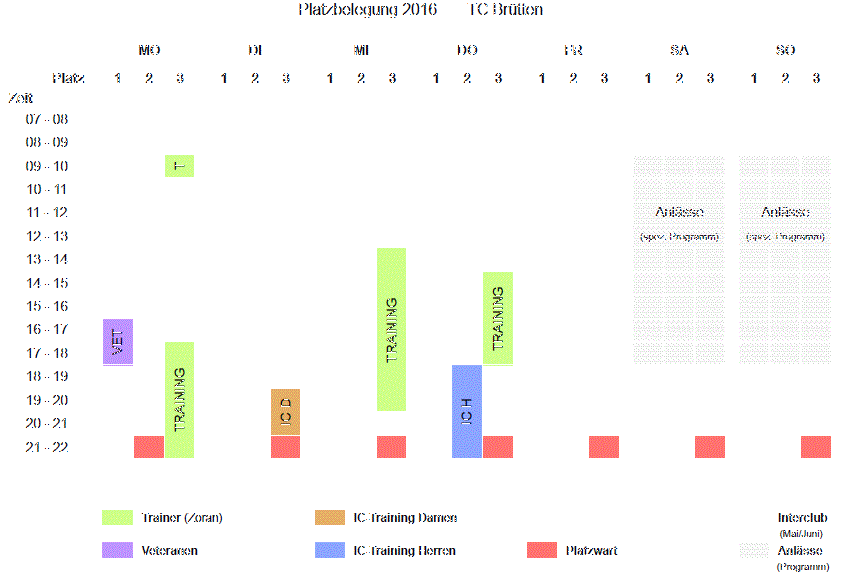 Platzbelegung 2016 TC Brütten
MO DI MI DO FR SA SO
Platz 1 2 3 1 2 3 1 2 3 1 2 3 1 2 3 1 2 3 1 2 3
Zeit
07 - 08
08 - 09
09 - 10 T
10 - 11
11 - 12 Anlässe Anlässe
12 - 13 (spez. Programm) (spez. Programm)
13 - 14
14 - 15
15 - 16 TRAINING TRAINING
16 - 17 VET
17 - 18
18 - 19
19 - 20 TRAINING IC D IC H
20 - 21
21 - 22
Trainer (Zoran) IC-Training Damen Interclub
(Mai/Juni)
Veteranen IC-Training Herren Platzwart Anlässe
(Programm)